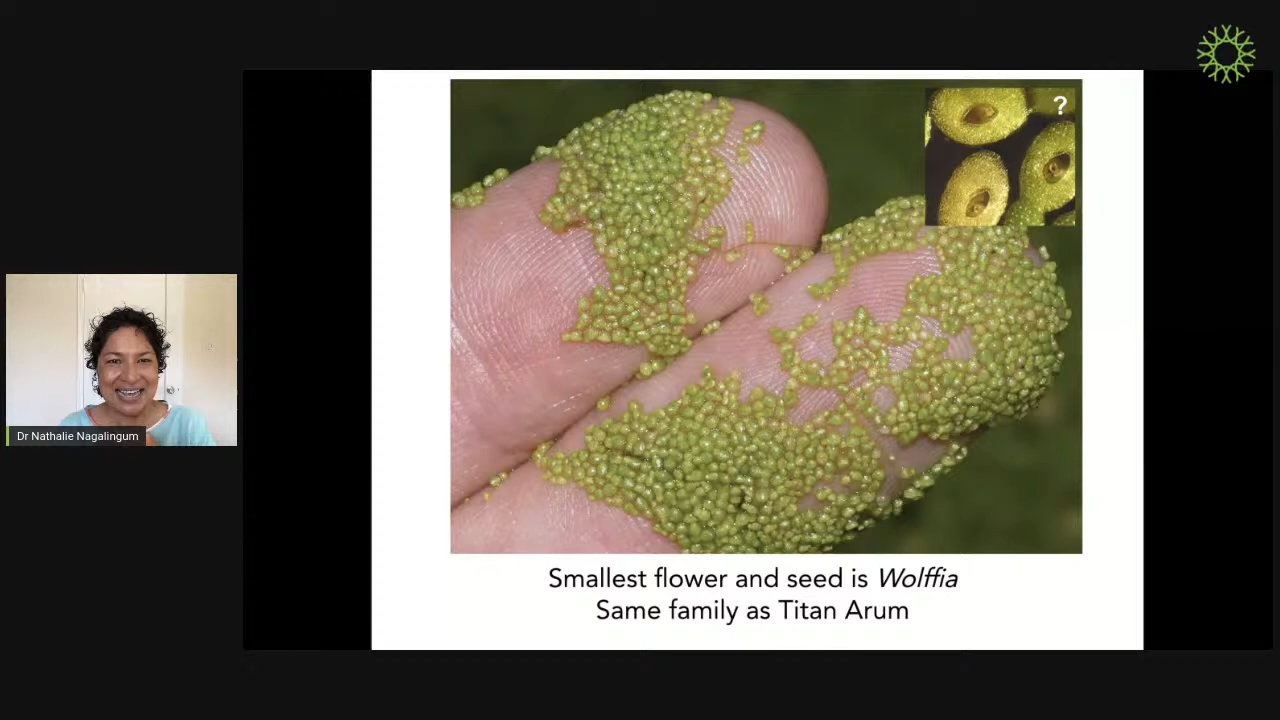 ?
Dr Nathalie Nagalingum
Smallest flower and seed is Wolffia
Same family as Titan Arum